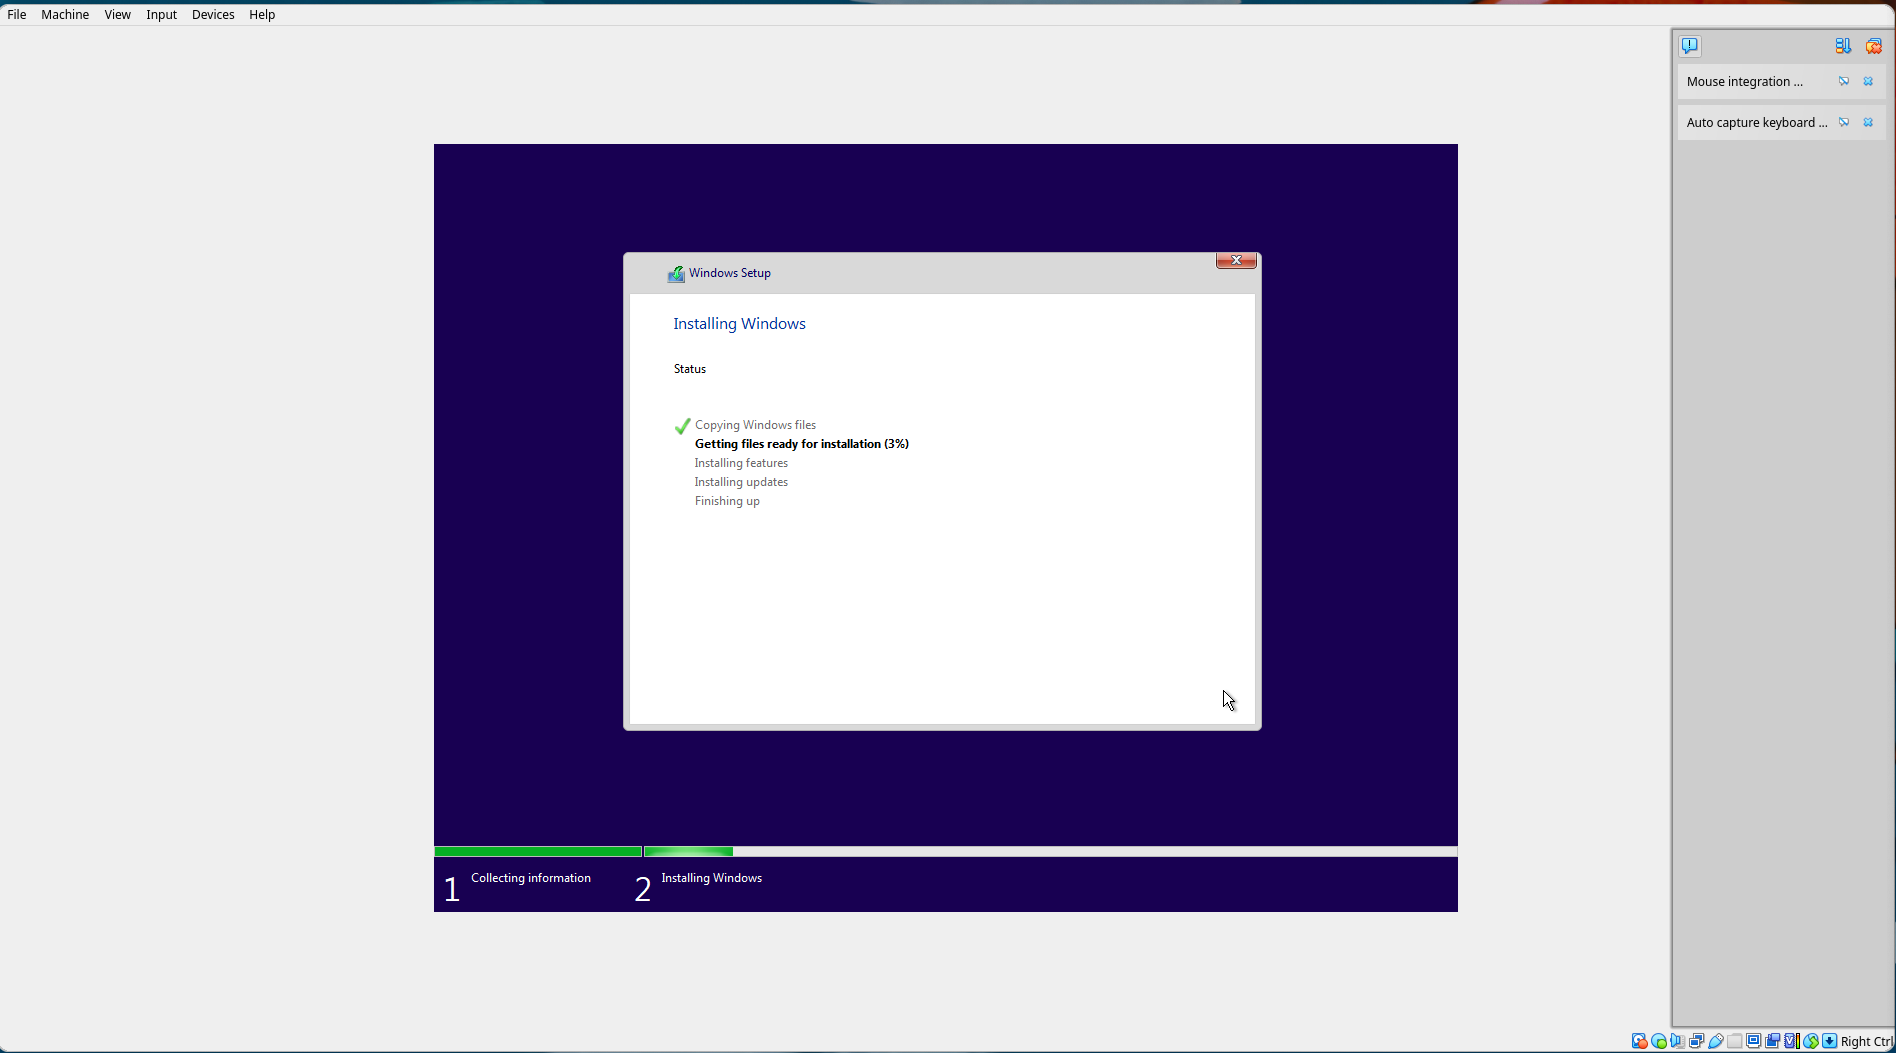 File Machine View Input Devices Help
Mouse integration ...
Auto capture keyboard ...
Windows Setup
Installing Windows
Status
Copying Windows files
Getting files ready for installation (3%)
Installing features
Installing updates
Finishing up
1 Collecting information 2 Installing Windows
Right Ctrl